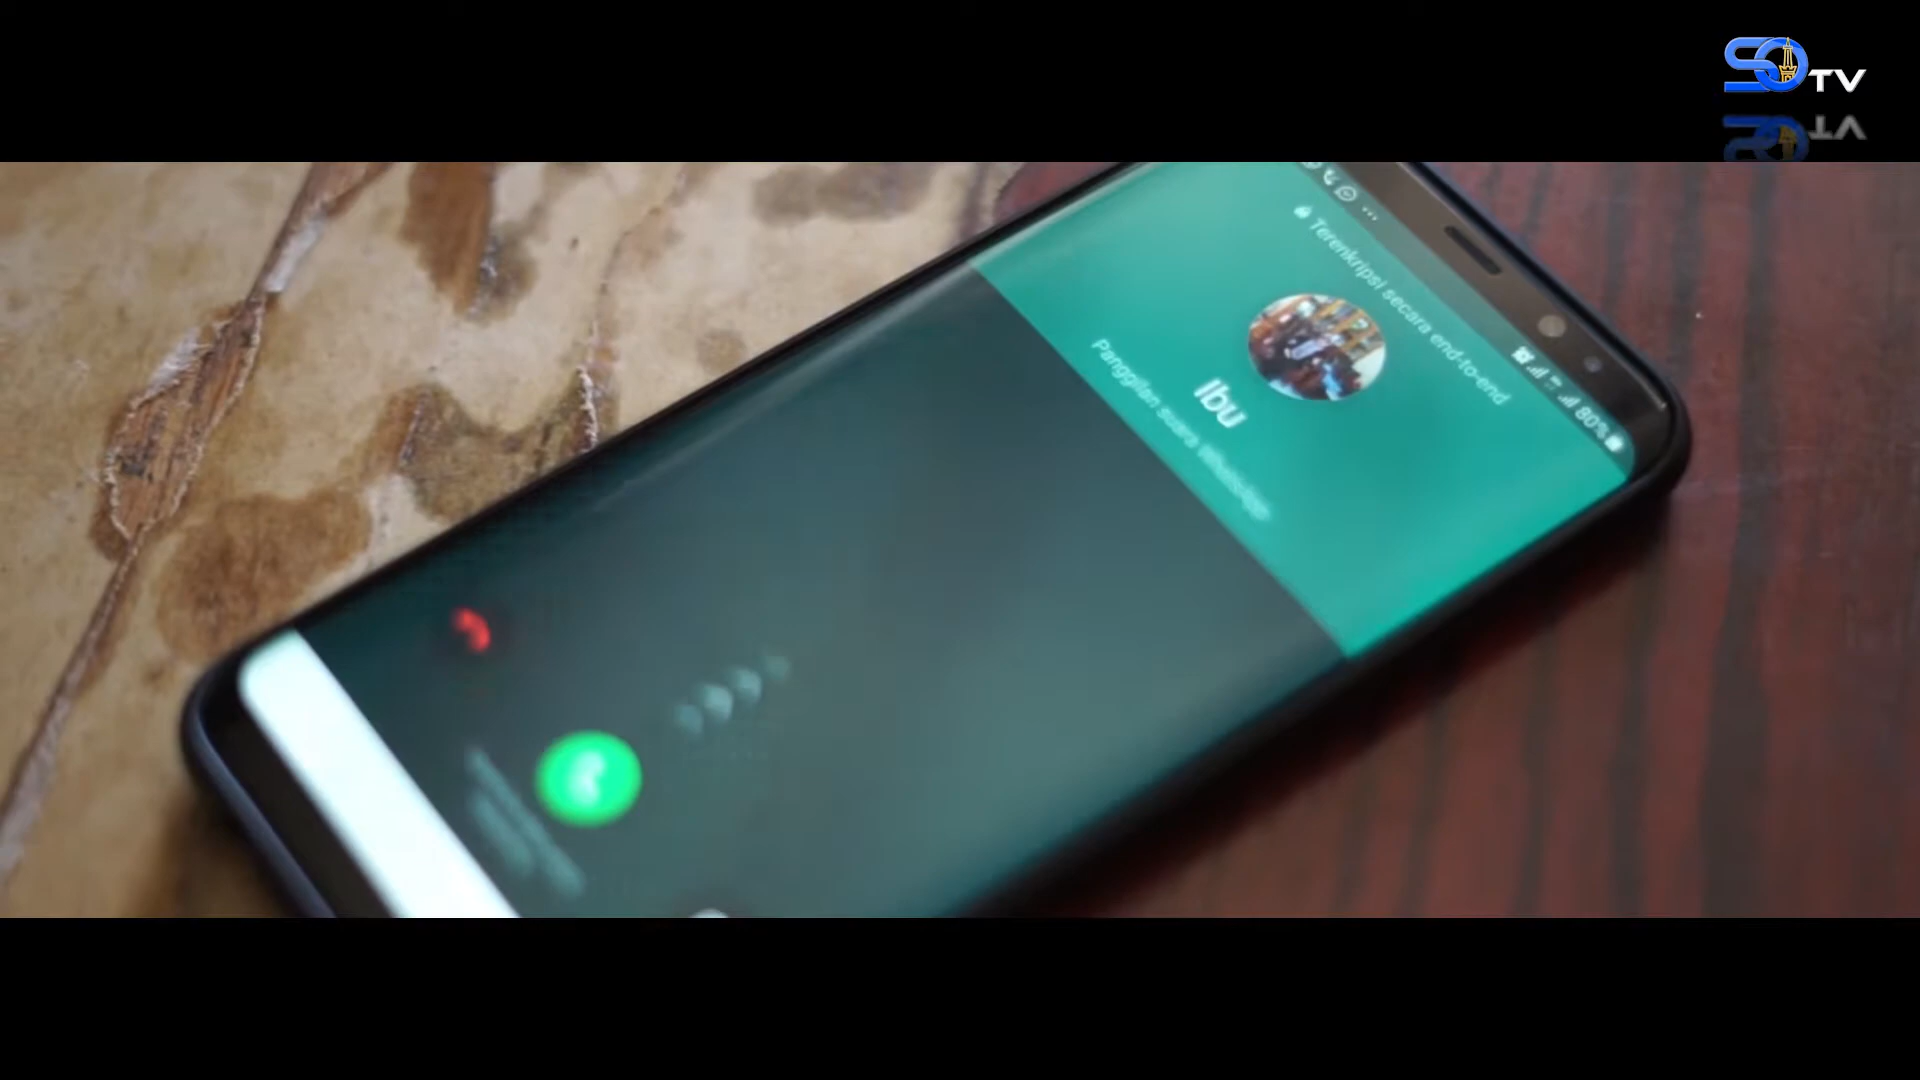 SO TV
Terenkripsi secara end-to-end
80%
Ibu
Panggilan suara WhatsApp